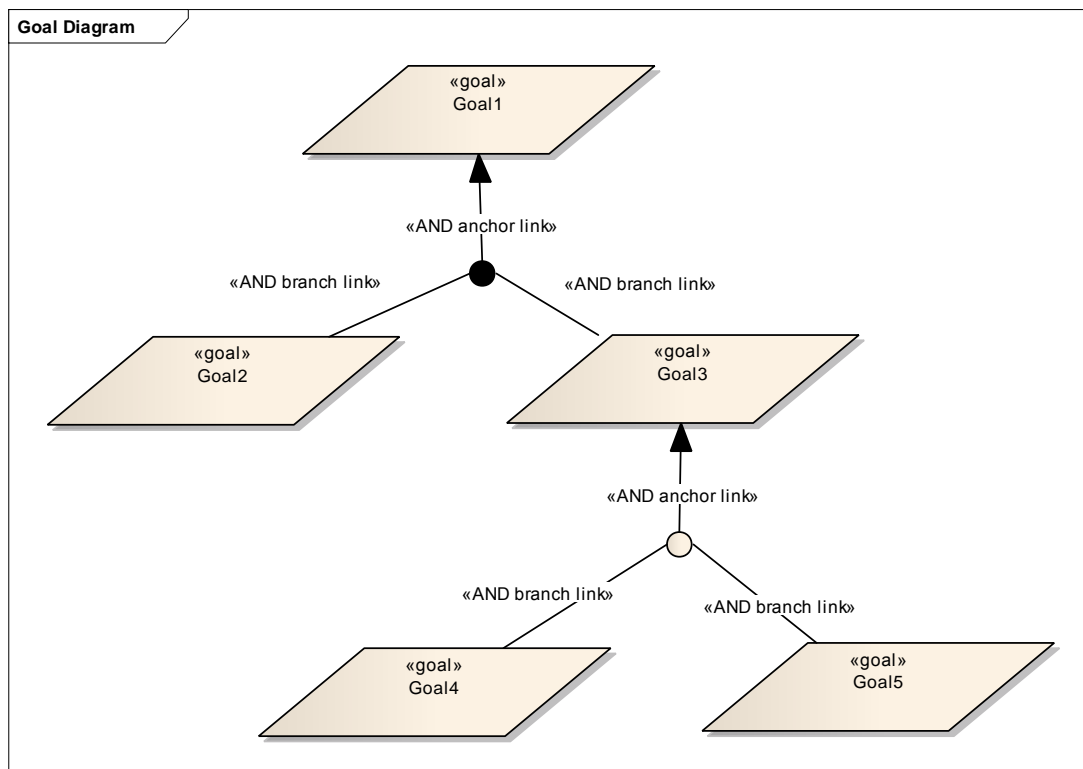 Goal Diagram
«goal»
Goal1
«AND anchor link»
«AND branch link»
«AND branch link»
«goal»
Goal2
«goal»
Goal3
«AND anchor link»
«AND branch link»
«AND branch link»
«goal»
Goal4
«goal»
Goal5